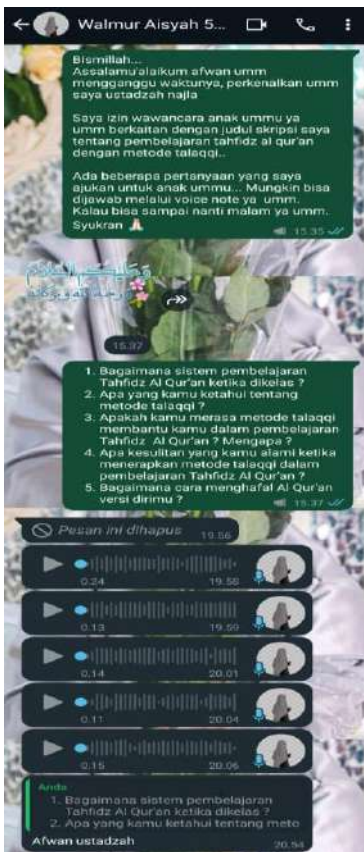 Walmur Aisyah 5...
Bismillah...
Assalamu'alaikum afwan umm
mengganggu waktunya, perkenalkan umm
saya ustadzah najla
Saya izin wawancara anak ummu ya
umm berkaitan dengan judul skripsi saya
tentang pembelajaran tahfidz al qur'an
dengan metode talaqqi..
Ada beberapa pertanyaan yang saya
ajukan untuk anak ummu... Mungkin bisa
dijawab melalui voice note ya umm.
Kalau bisa sampai nanti malam ya umm.
Syukran 🙏🏻
15.35
وعليكم السلام
ورحمة الله وبركاته
15.37
1. Bagaimana sistem pembelajaran
Tahfidz Al Qur'an ketika dikelas ?
2. Apa yang kamu ketahui tentang
metode talaqqi ?
3. Apakah kamu merasa metode talaqqi
membantu kamu dalam pembelajaran
Tahfidz Al Qur'an ? Mengapa ?
4. Apa kesulitan yang kamu alami ketika
menerapkan metode talaqqi dalam
pembelajaran Tahfidz Al Qur'an ?
5. Bagaimana cara menghafal Al Qur'an
versi dirimu ?
15.37
Pesan ini dihapus 19.56
0.24 19.58
0.13 19.59
0.14 20.01
0.11 20.04
0.15 20.06
Anda
1. Bagaimana sistem pembelajaran
Tahfidz Al Qur'an ketika dikelas ?
2. Apa yang kamu ketahui tentang meto
Afwan ustadzah
20.54